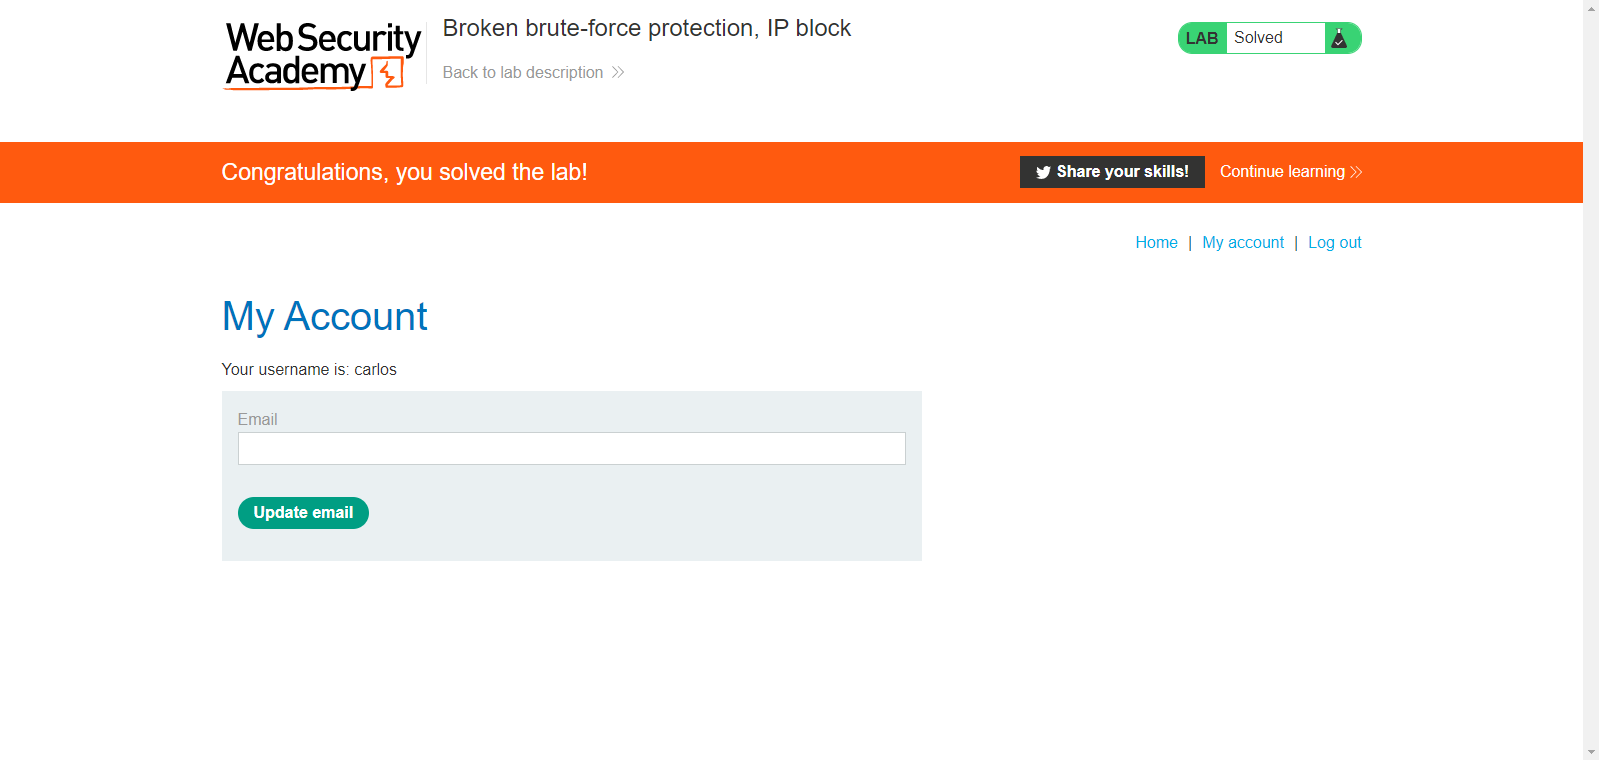 Web Security
Academy
Broken brute-force protection, IP block
Back to lab description
LAB Solved
Congratulations, you solved the lab!
Share your skills! Continue learning
Home | My account | Log out
My Account
Your username is: carlos
Email
Update email